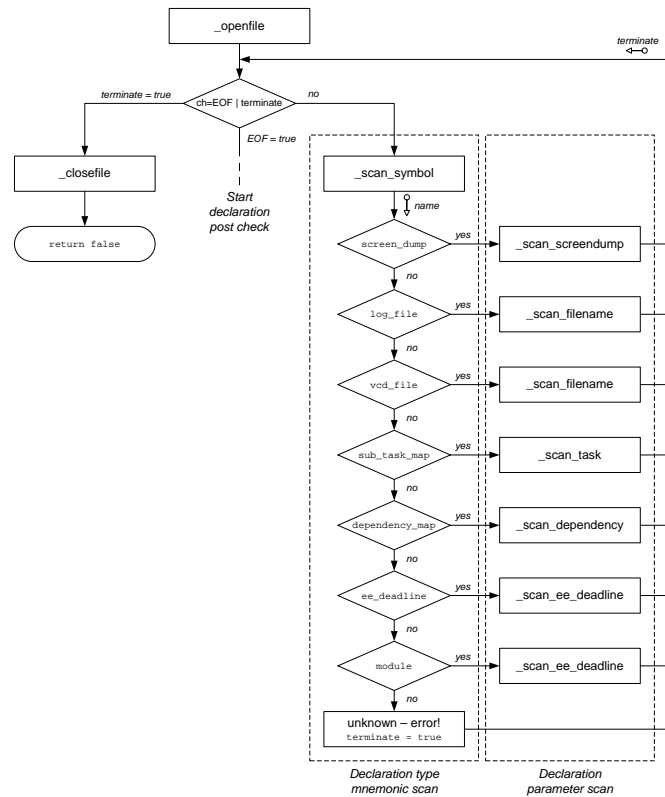 _openfile
terminate
terminate = true
ch=EOF | terminate
no
EOF = true
_closefile
Start
declaration
post check
_scan_symbol
return false
name
screen_dump
yes
_scan_screendump
no
log_file
yes
_scan_filename
no
vcd_file
yes
_scan_filename
no
sub_task_map
yes
_scan_task
no
dependency_map
yes
_scan_dependency
no
ee_deadline
yes
_scan_ee_deadline
no
module
yes
_scan_ee_deadline
no
unknown – error!
terminate = true
Declaration type
mnemonic scan
Declaration
parameter scan